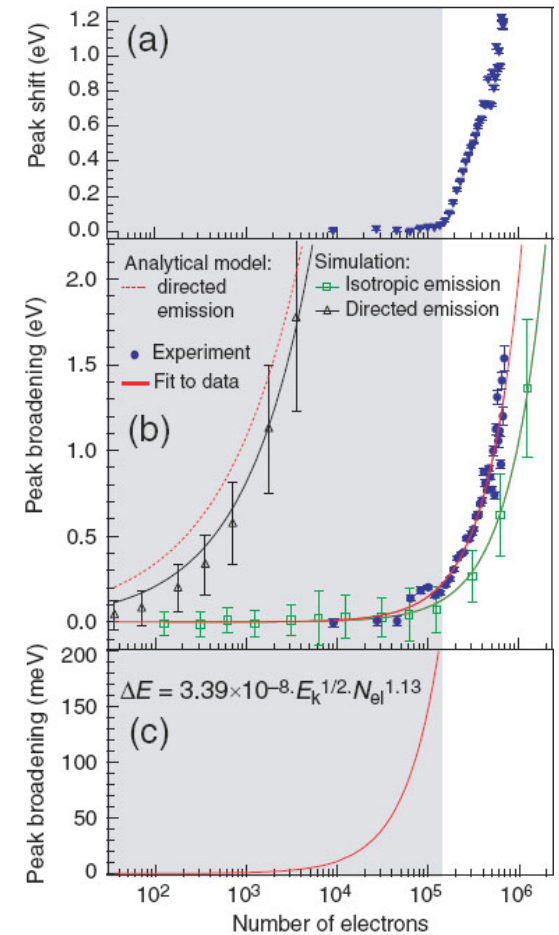 (a)
Peak shift (eV)
1.2
1.0
0.8
0.6
0.4
0.2
0.0
(b)
Peak broadening (eV)
2.0
1.5
1.0
0.5
0.0
Analytical model:
directed
emission
Experiment
Fit to data
Simulation:
Isotropic emission
Directed emission
(c)
Peak broadening (meV)
200
150
100
50
0
ΔE = 3.39×10⁻⁸·Eₖ^1/2·Nₑₗ^1.13
10² 10³ 10⁴ 10⁵ 10⁶
Number of electrons